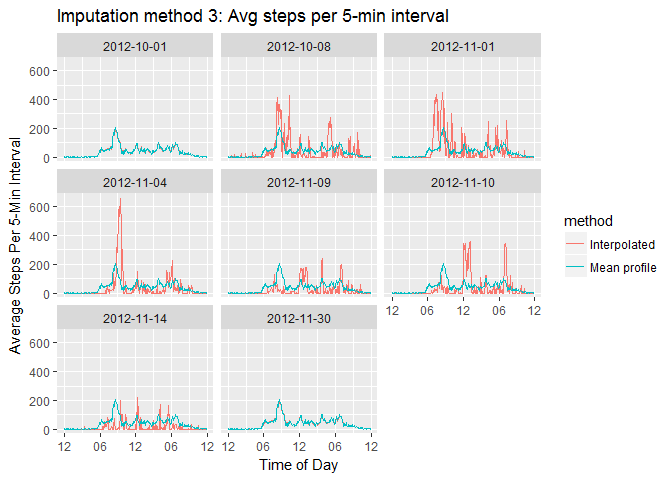 Imputation method 3: Avg steps per 5-min interval
2012-10-01 2012-10-08 2012-11-01
600
400
200
0
2012-11-04 2012-11-09 2012-11-10
600
400
200
0
12 06 12 06 12
2012-11-14 2012-11-30
600
400
200
0
12 06 12 06 12 12 06 12 06 12
Time of Day
Average Steps Per 5-Min Interval
method
Interpolated
Mean profile